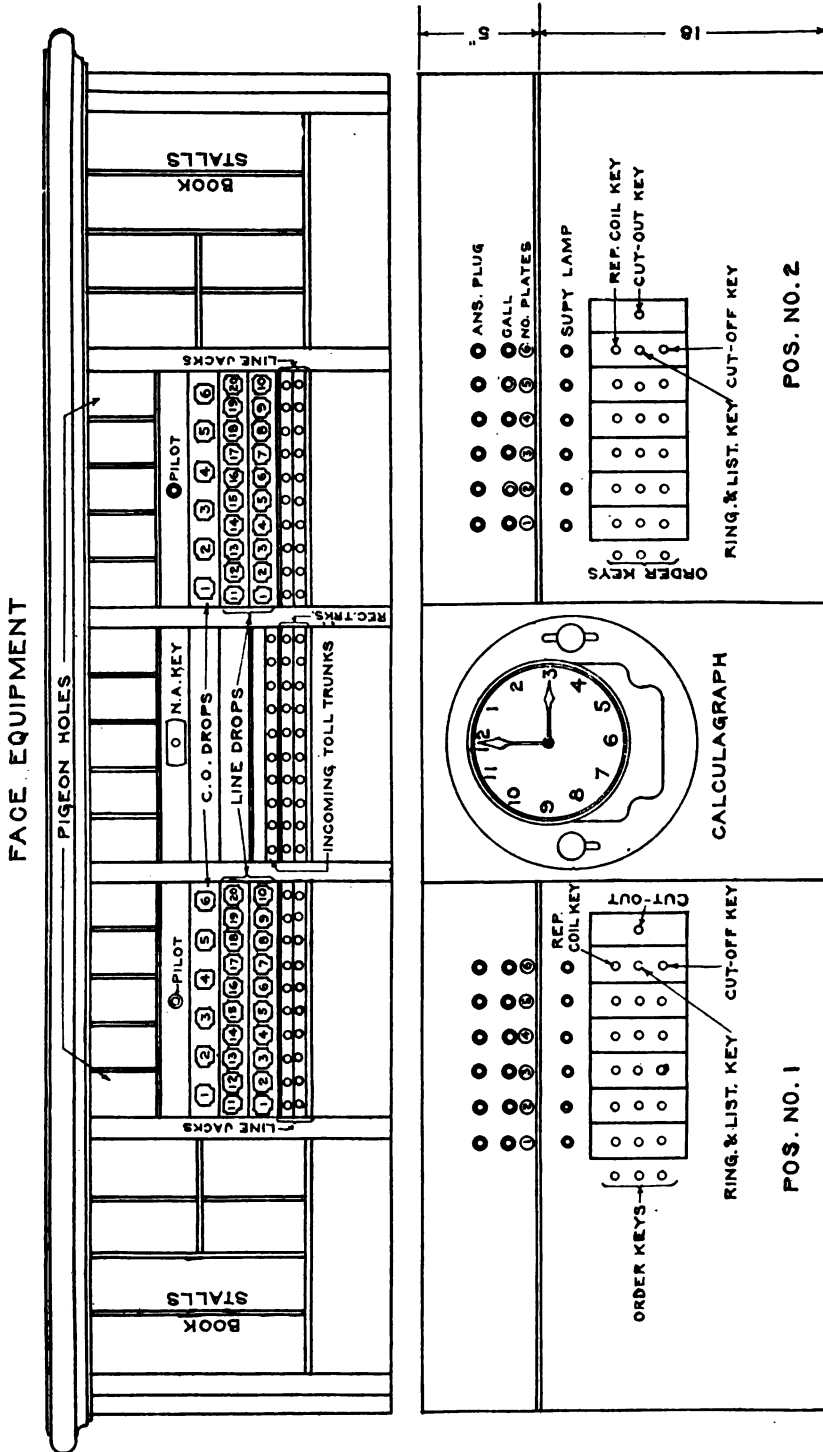 FACE EQUIPMENT
PIGEON HOLES
BOOK
STALLS
PILOT
N.A. KEY
PILOT
BOOK
STALLS
1 2 3 4 5 6
C.O. DROPS
1 2 3 4 5 6
11 12 13 14 15 16 17 18 19 20
LINE DROPS
11 12 13 14 15 16 17 18 19 20
1 2 3 4 5 6 7 8 9 10
1 2 3 4 5 6 7 8 9 10
LINE JACKS
REC. TRKS.
LINE JACKS
INCOMING TOLL TRUNKS
5"
18
ANS. PLUG
CALL
1 2 3 4 5 6
1 2 3 4 5 6 NO. PLATES
SUPY LAMP
REP.
COIL KEY
CUT-OUT
ORDER KEYS
RING. & LIST. KEY
CUT-OFF KEY
POS. NO. 1
12 1 2 3 4 5 6 7 8 9 10 11
CALCULAGRAPH
ORDER KEYS
REP. COIL KEY
CUT-OUT KEY
RING. & LIST. KEY
CUT-OFF KEY
POS. NO. 2